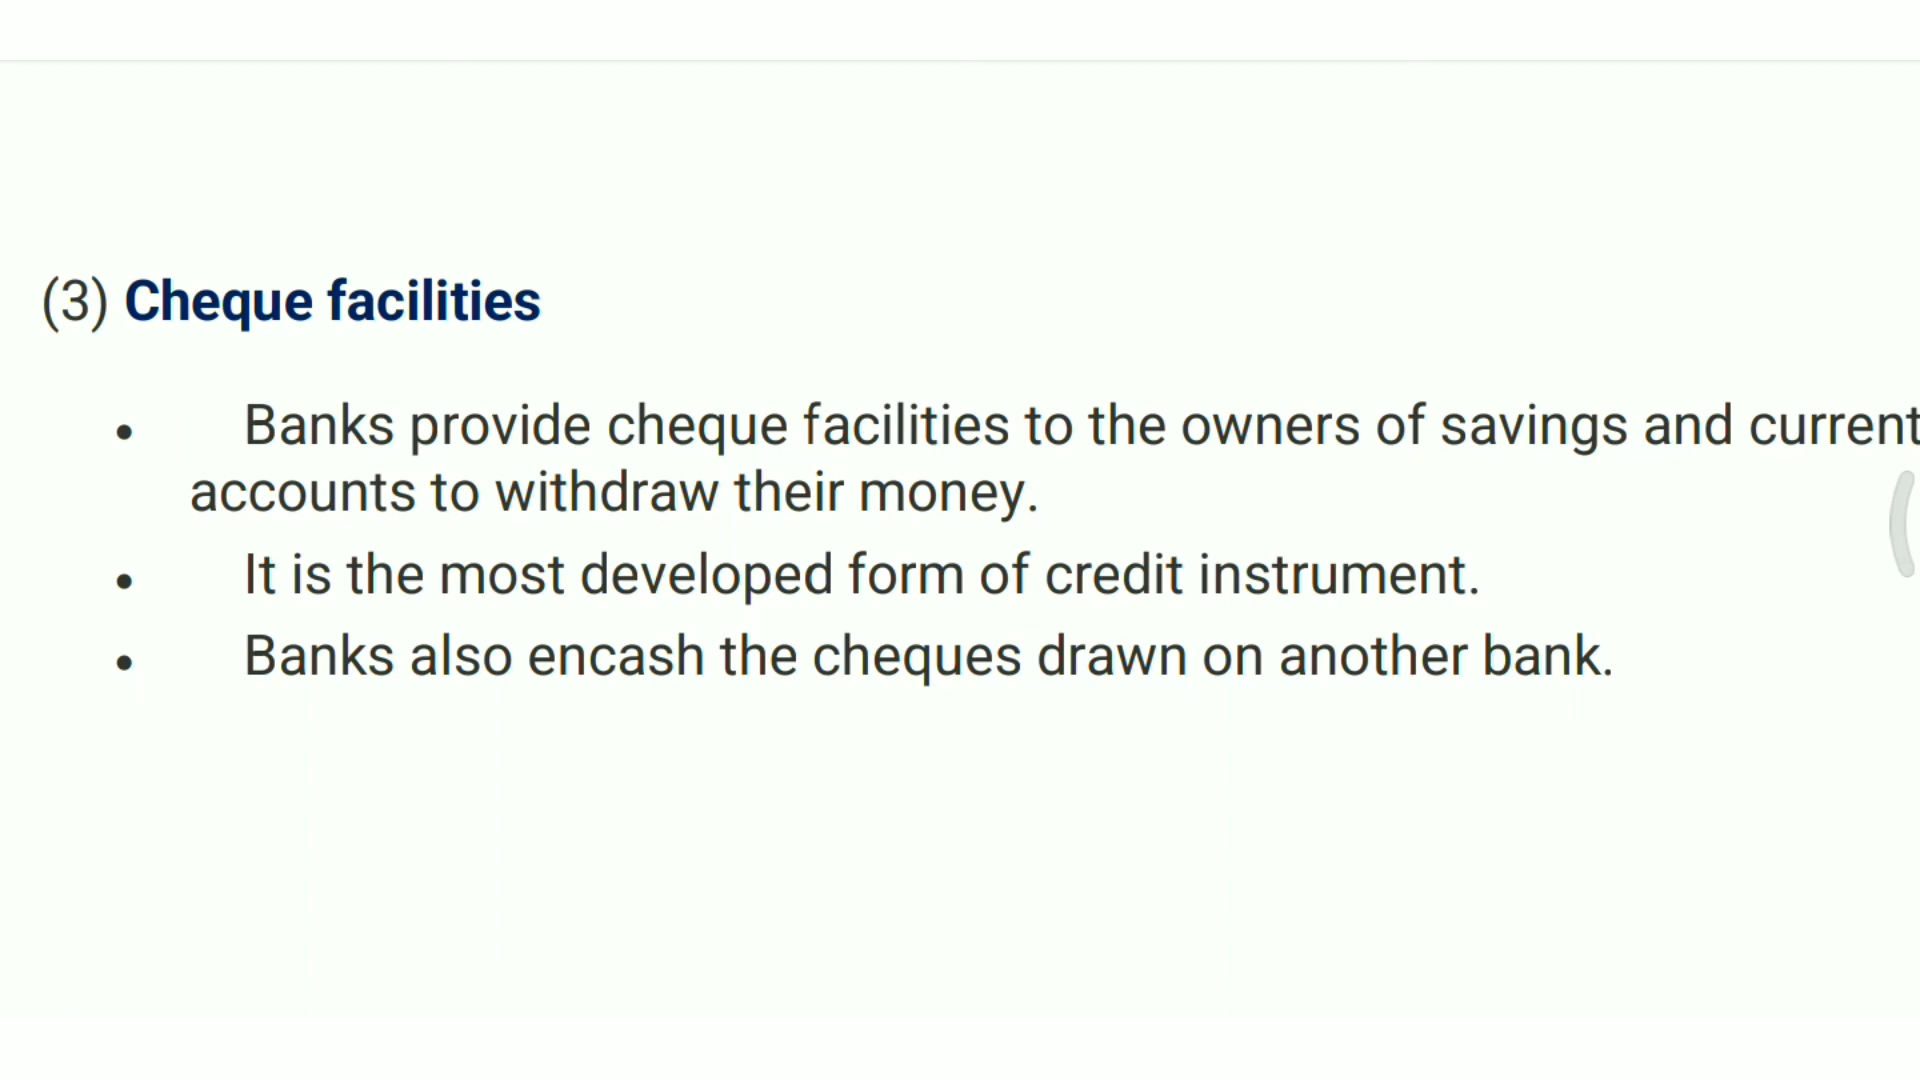 (3) Cheque facilities
• Banks provide cheque facilities to the owners of savings and current
accounts to withdraw their money.
• It is the most developed form of credit instrument.
• Banks also encash the cheques drawn on another bank.